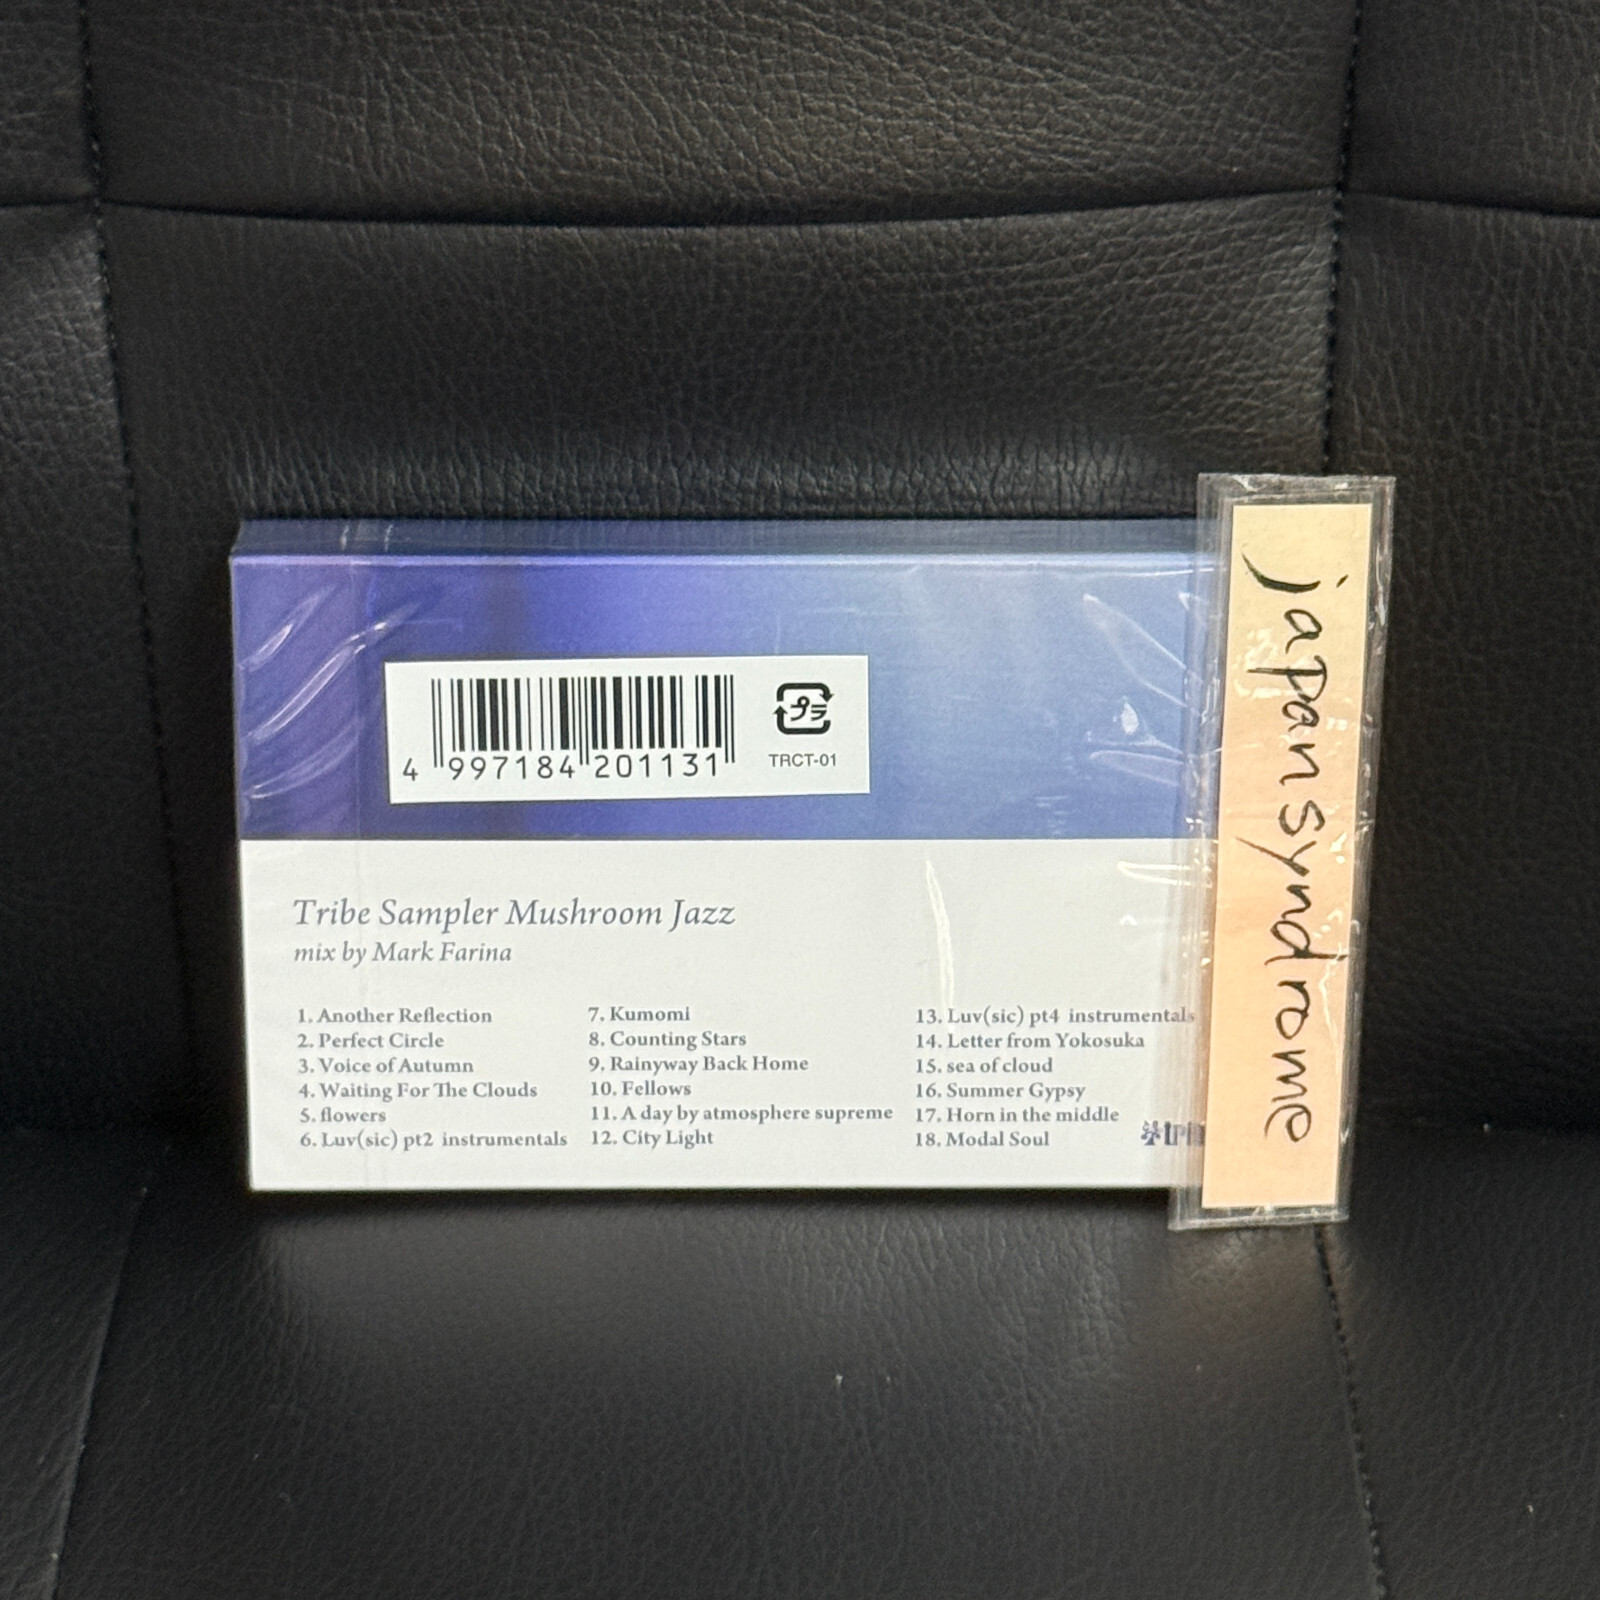 4 997184 201131
プラ
TRCT-01
Tribe Sampler Mushroom Jazz
mix by Mark Farina
1. Another Reflection
2. Perfect Circle
3. Voice of Autumn
4. Waiting For The Clouds
5. flowers
6. Luv(sic) pt2 instrumentals
7. Kumomi
8. Counting Stars
9. Rainyway Back Home
10. Fellows
11. A day by atmosphere supreme
12. City Light
13. Luv(sic) pt4 instrumentals
14. Letter from Yokosuka
15. sea of cloud
16. Summer Gypsy
17. Horn in the middle
18. Modal Soul
japansyndrome